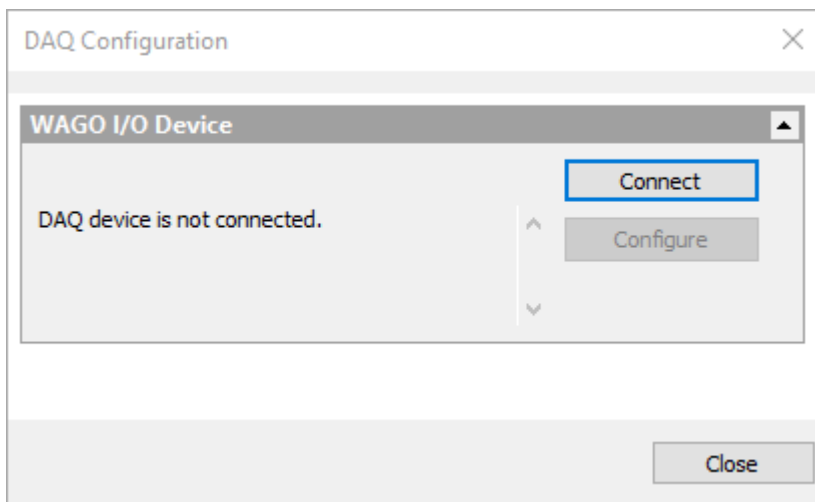 DAQ Configuration
WAGO I/O Device
Connect
DAQ device is not connected.
Configure
Close